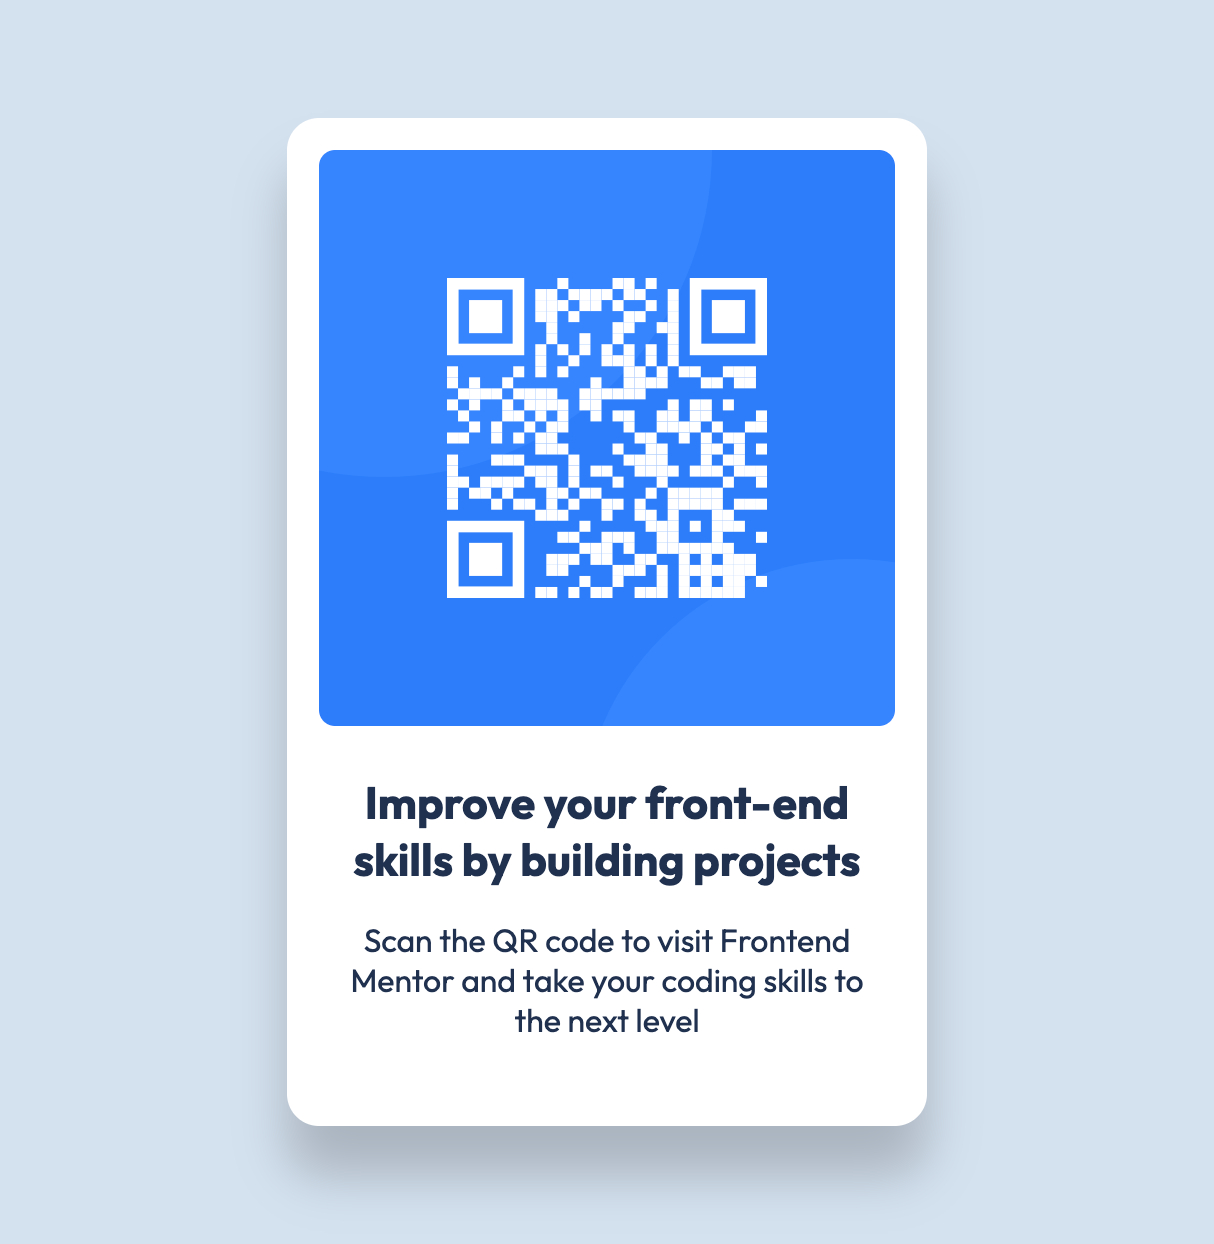 Improve your front-end
skills by building projects
Scan the QR code to visit Frontend
Mentor and take your coding skills to
the next level